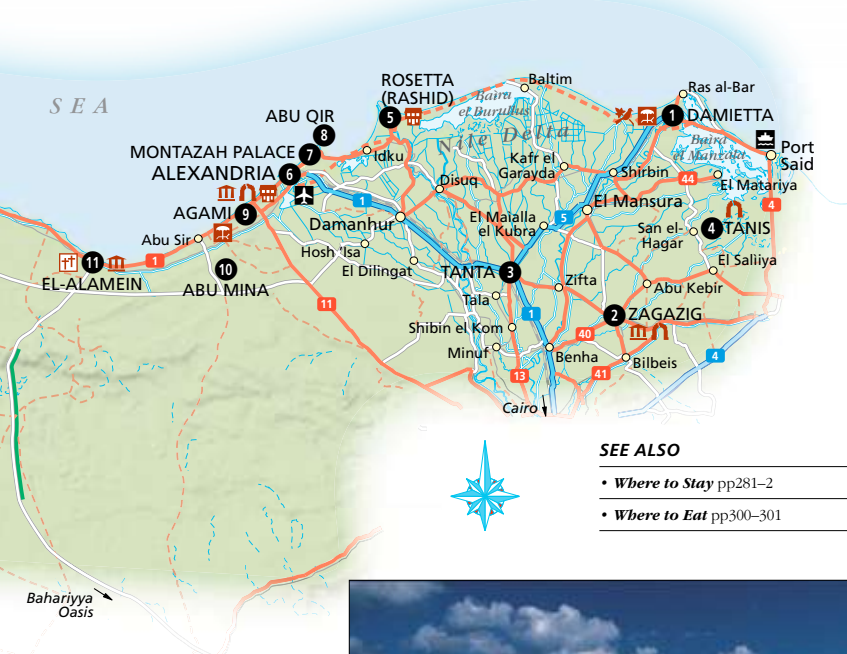 SEA
ROSETTA
(RASHID)
5
Baltim
Baira
el Burullus
Ras al-Bar
1 DAMIETTA
ABU QIR
8
MONTAZAH PALACE 7
ALEXANDRIA 6
Idku
Nile Delta
Kafr el
Garayda
Shirbin
Baira
el Manzala
Port
Said
44
El Matariya
Disuq
1
4
AGAMI 9
Damanhur
El Maialla
el Kubra
5
El Mansura
San el-
Hagar
4 TANIS
Abu Sir
Hosh 'Isa
El Dilingat
El Saliiya
11
1
EL-ALAMEIN
10
ABU MINA
TANTA 3
Zifta
Abu Kebir
Tala
11
1
2 ZAGAZIG
Shibin el Kom
40
Minuf
Benha
Bilbeis
4
13
41
Cairo
SEE ALSO
• Where to Stay pp281–2
• Where to Eat pp300–301
Bahariyya
Oasis